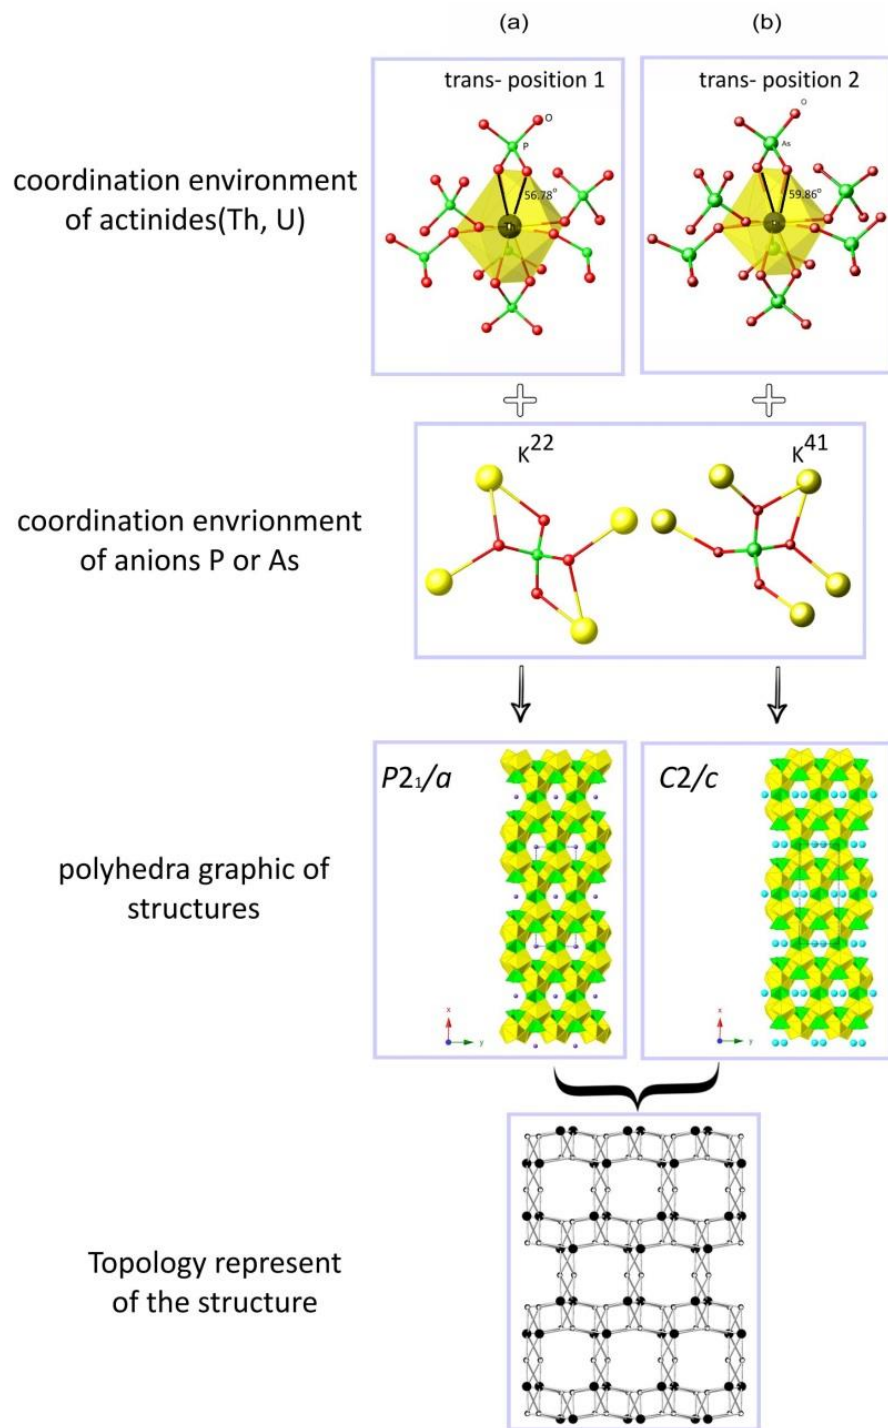 (a) (b)
trans- position 1 trans- position 2
O O
P As
coordination environment
of actinides(Th, U)
56.78° 59.86°
K22 K41
coordination envrionment
of anions P or As
P21/a C2/c
polyhedra graphic of
structures
x x
y y
Topology represent
of the structure